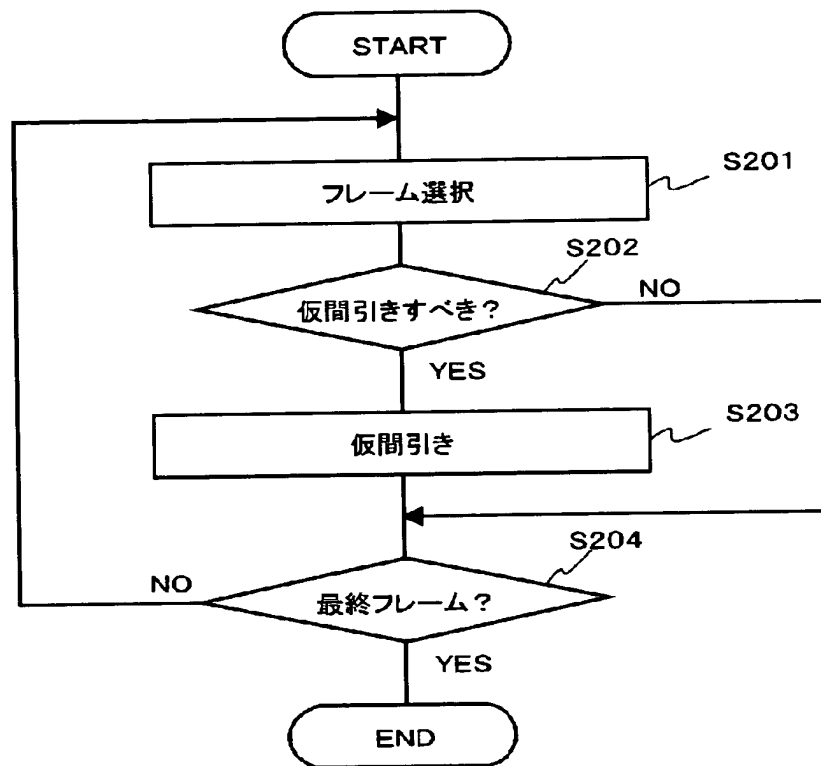 START
S201
フレーム選択
S202
仮間引きすべき?
NO
YES
S203
仮間引き
S204
NO
最終フレーム?
YES
END